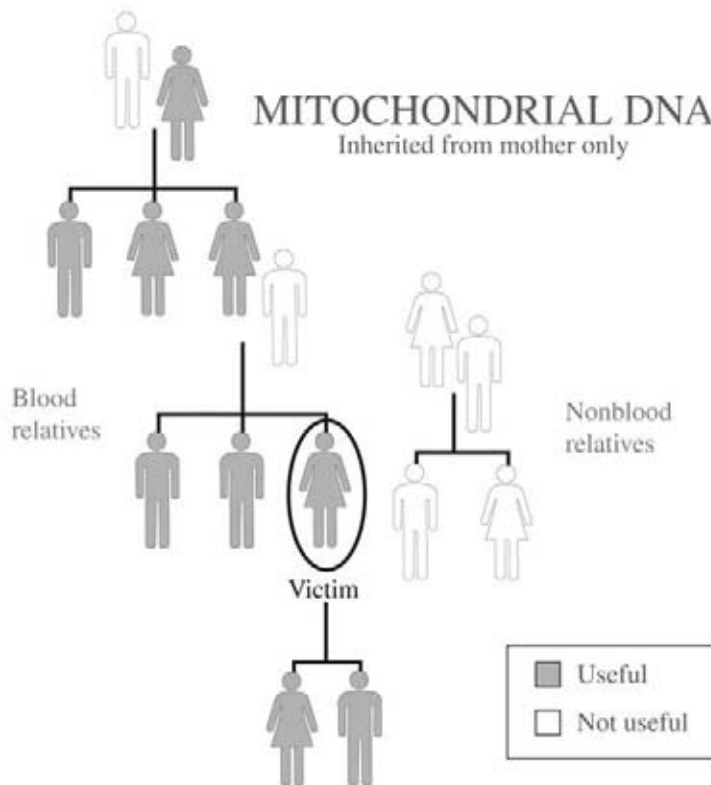 MITOCHONDRIAL DNA
Inherited from mother only
Blood
relatives
Nonblood
relatives
Victim
Useful
Not useful